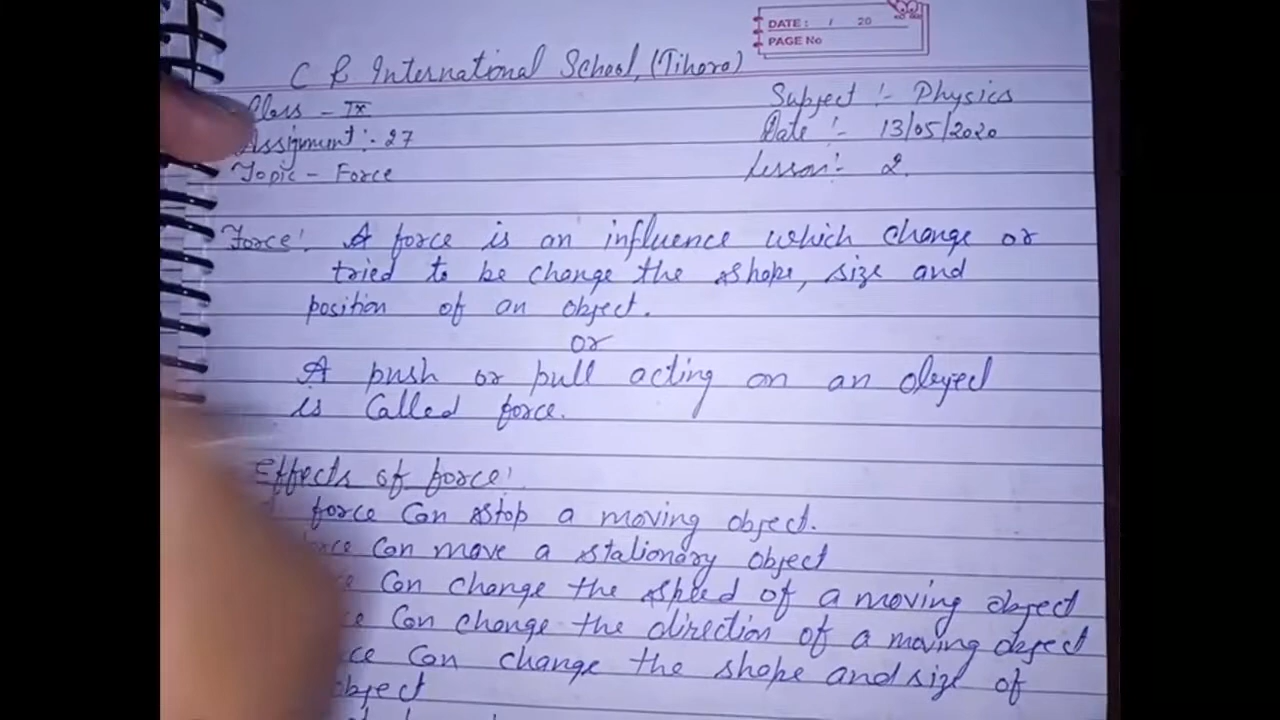 DATE: / 20
PAGE No
C R International School, (Tihora)
Class - IX
Subject :- Physics
Assignment :- 27
Date :- 13/05/2020
Topic - Force
Lesson :- 2.
Force: A force is an influence which change or
tried to be change the shape, size and
position of an object.
or
A push or pull acting on an object
is called force.
Effects of force:
force can stop a moving object.
force can move a stationary object
can change the speed of a moving object
can change the direction of a moving object
can change the shape and size of
object